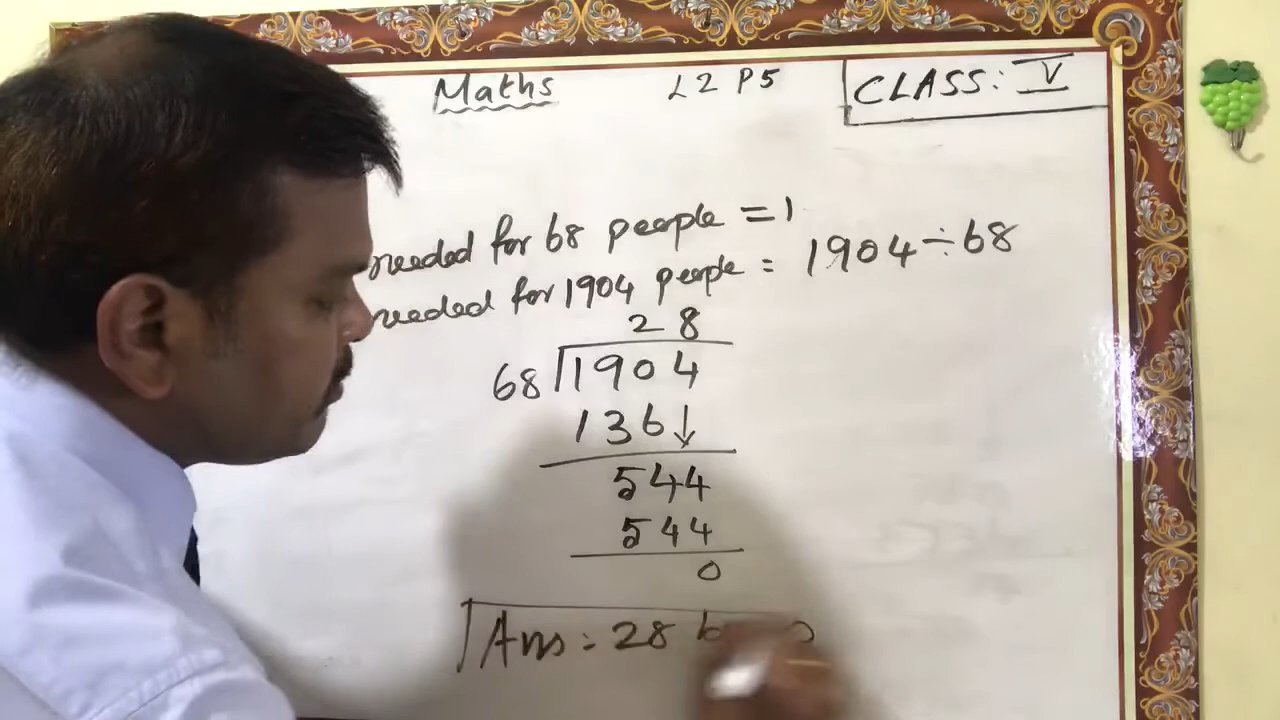 Maths L2 P5 CLASS: V
needed for 68 people = 1
needed for 1904 people = 1904 ÷ 68
28
68 1904
136↓
544
544
0
Ans: 28